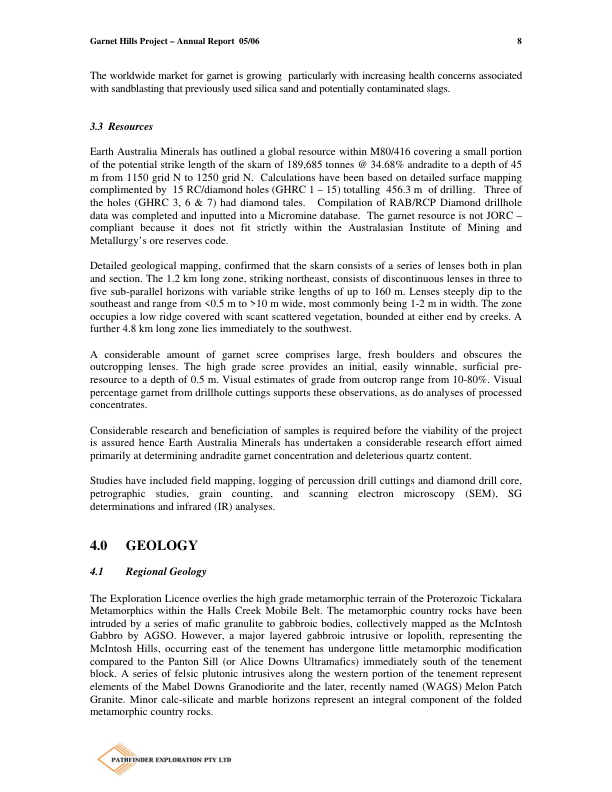 Garnet Hills Project – Annual Report 05/06 8
The worldwide market for garnet is growing particularly with increasing health concerns associated
with sandblasting that previously used silica sand and potentially contaminated slags.
3.3 Resources
Earth Australia Minerals has outlined a global resource within M80/416 covering a small portion
of the potential strike length of the skarn of 189,685 tonnes @ 34.68% andradite to a depth of 45
m from 1150 grid N to 1250 grid N. Calculations have been based on detailed surface mapping
complimented by 15 RC/diamond holes (GHRC 1 – 15) totalling 456.3 m of drilling. Three of
the holes (GHRC 3, 6 & 7) had diamond tales. Compilation of RAB/RCP Diamond drillhole
data was completed and inputted into a Micromine database. The garnet resource is not JORC –
compliant because it does not fit strictly within the Australasian Institute of Mining and
Metallurgy's ore reserves code.
Detailed geological mapping, confirmed that the skarn consists of a series of lenses both in plan
and section. The 1.2 km long zone, striking northeast, consists of discontinuous lenses in three to
five sub-parallel horizons with variable strike lengths of up to 160 m. Lenses steeply dip to the
southeast and range from <0.5 m to >10 m wide, most commonly being 1-2 m in width. The zone
occupies a low ridge covered with scant scattered vegetation, bounded at either end by creeks. A
further 4.8 km long zone lies immediately to the southwest.
A considerable amount of garnet scree comprises large, fresh boulders and obscures the
outcropping lenses. The high grade scree provides an initial, easily winnable, surficial pre-
resource to a depth of 0.5 m. Visual estimates of grade from outcrop range from 10-80%. Visual
percentage garnet from drillhole cuttings supports these observations, as do analyses of processed
concentrates.
Considerable research and beneficiation of samples is required before the viability of the project
is assured hence Earth Australia Minerals has undertaken a considerable research effort aimed
primarily at determining andradite garnet concentration and deleterious quartz content.
Studies have included field mapping, logging of percussion drill cuttings and diamond drill core,
petrographic studies, grain counting, and scanning electron microscopy (SEM), SG
determinations and infrared (IR) analyses.
4.0 GEOLOGY
4.1 Regional Geology
The Exploration Licence overlies the high grade metamorphic terrain of the Proterozoic Tickalara
Metamorphics within the Halls Creek Mobile Belt. The metamorphic country rocks have been
intruded by a series of mafic granulite to gabbroic bodies, collectively mapped as the McIntosh
Gabbro by AGSO. However, a major layered gabbroic intrusive or lopolith, representing the
McIntosh Hills, occurring east of the tenement has undergone little metamorphic modification
compared to the Panton Sill (or Alice Downs Ultramafics) immediately south of the tenement
block. A series of felsic plutonic intrusives along the western portion of the tenement represent
elements of the Mabel Downs Granodiorite and the later, recently named (WAGS) Melon Patch
Granite. Minor calc-silicate and marble horizons represent an integral component of the folded
metamorphic country rocks.
PATHFINDER EXPLORATION PTY LTD